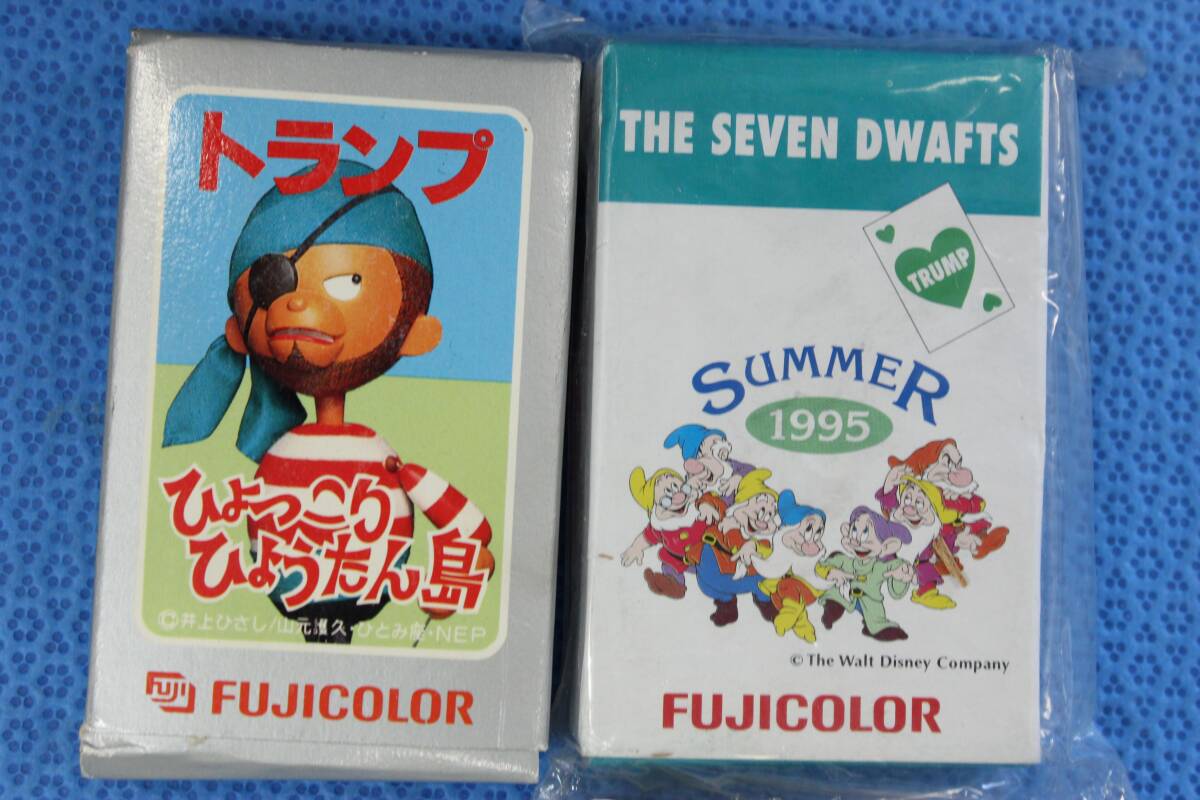 トランプ
ひょっこり
ひょうたん島
©井上ひさし/山元護久・ひとみ座・NEP
FUJI FUJICOLOR
THE SEVEN DWAFTS
TRUMP
SUMMER
1995
© The Walt Disney Company
FUJICOLOR